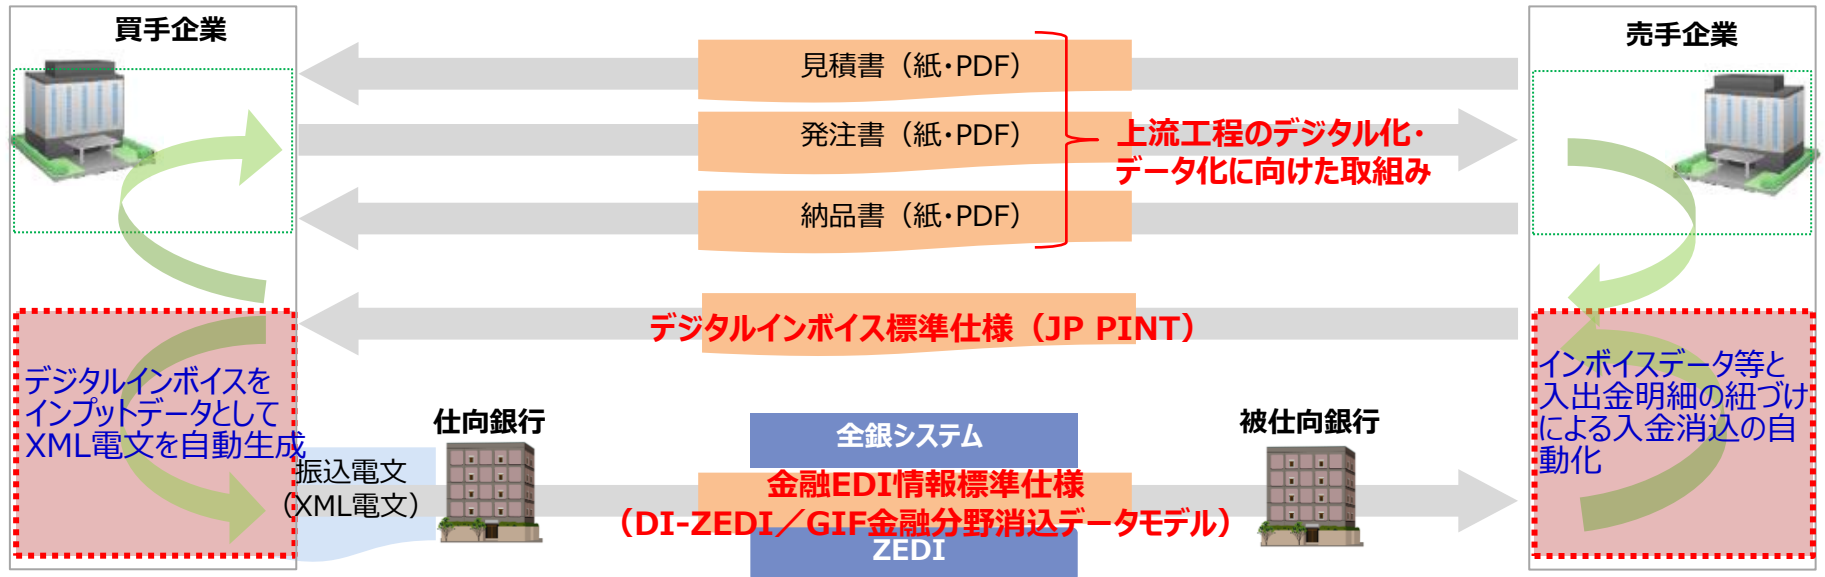 買手企業
売手企業
見積書（紙・PDF）
発注書（紙・PDF）
上流工程のデジタル化・
データ化に向けた取組み
納品書（紙・PDF）
デジタルインボイス標準仕様（JP PINT）
デジタルインボイスを
インプットデータとして
XML電文を自動生成
インボイスデータ等と
入出金明細の紐づけ
による入金消込の自
動化
仕向銀行
全銀システム
被仕向銀行
振込電文
（XML電文）
金融EDI情報標準仕様
（DI-ZEDI／GIF金融分野消込データモデル）
ZEDI